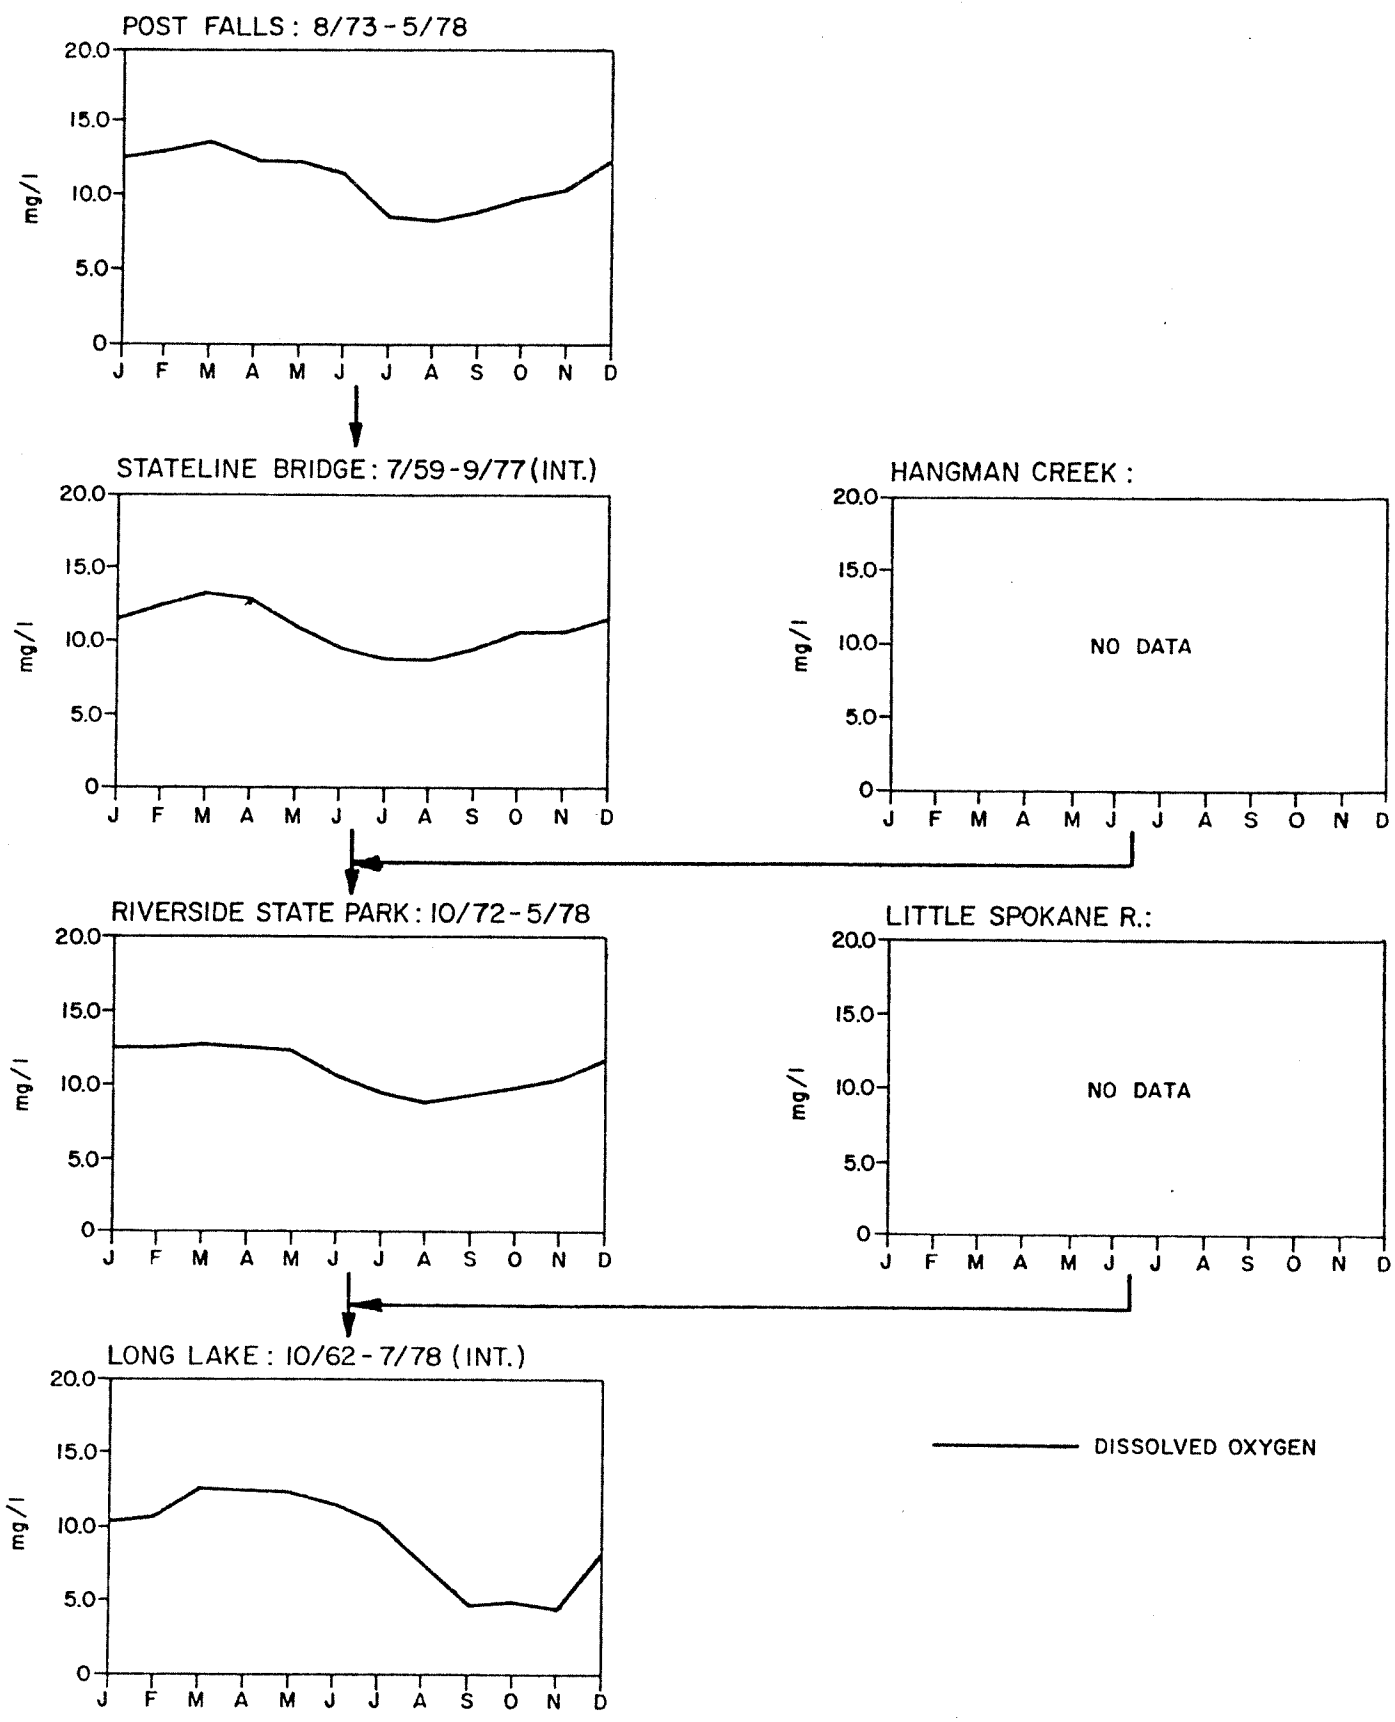 POST FALLS: 8/73-5/78
20.0
15.0
10.0
5.0
0
mg/l
J F M A M J J A S O N D
STATELINE BRIDGE: 7/59-9/77 (INT.)
20.0
15.0
10.0
5.0
0
mg/l
J F M A M J J A S O N D
HANGMAN CREEK:
20.0
15.0
10.0
5.0
0
mg/l
NO DATA
J F M A M J J A S O N D
RIVERSIDE STATE PARK: 10/72-5/78
20.0
15.0
10.0
5.0
0
mg/l
J F M A M J J A S O N D
LITTLE SPOKANE R.:
20.0
15.0
10.0
5.0
0
mg/l
NO DATA
J F M A M J J A S O N D
LONG LAKE: 10/62-7/78 (INT.)
20.0
15.0
10.0
5.0
0
mg/l
J F M A M J J A S O N D
DISSOLVED OXYGEN